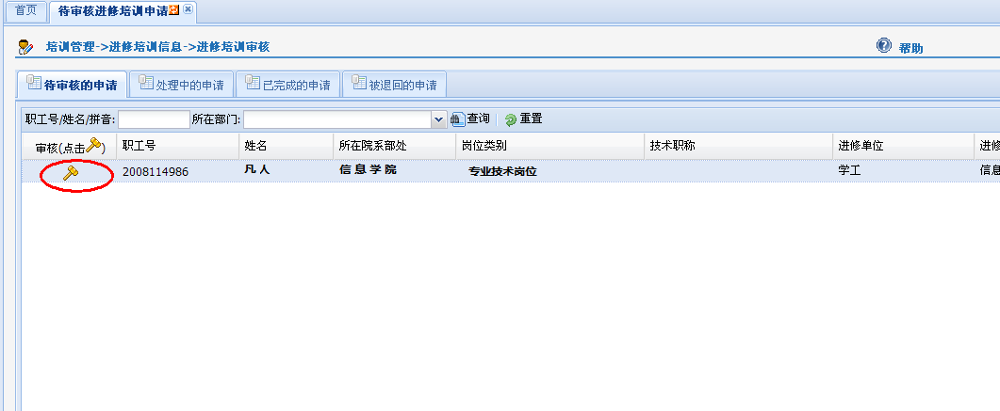 首页 待审核进修培训申请
培训管理->进修培训信息->进修培训审核 帮助
待审核的申请 处理中的申请 已完成的申请 被退回的申请
职工号/姓名/拼音: 所在部门: 查询 重置
审核(点击) 职工号 姓名 所在院系部处 岗位类别 技术职称 进修单位 进修
2008114986 凡人 信息学院 专业技术岗位 学工 信息